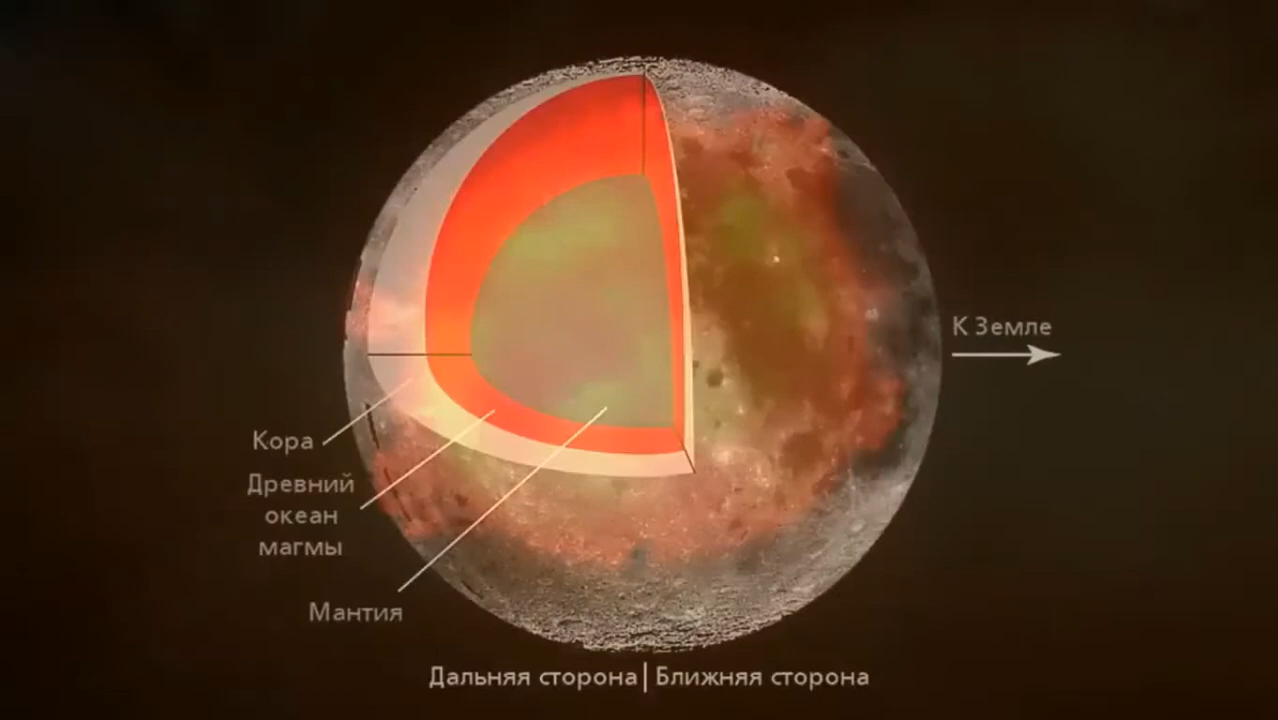 К Земле
Кора
Древний
океан
магмы
Мантия
Дальняя сторона|Ближняя сторона